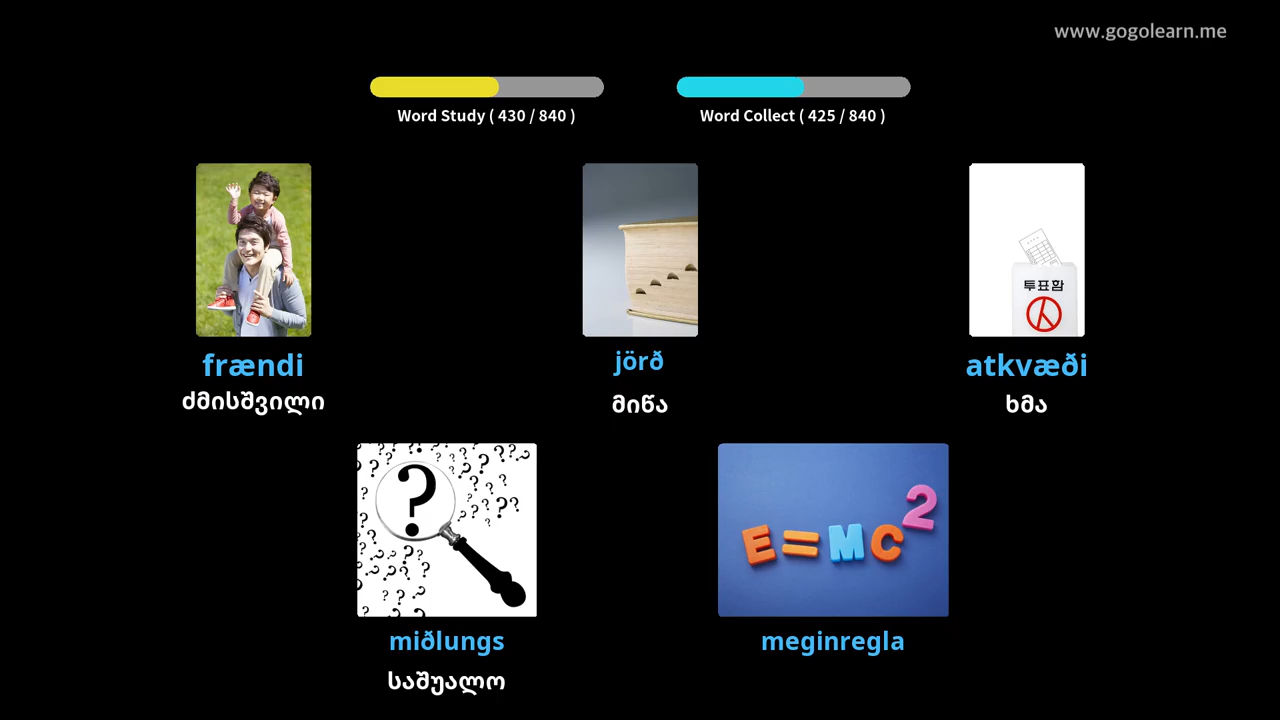 www.gogolearn.me
Word Study ( 430 / 840 )
Word Collect ( 425 / 840 )
투표함
frændi
jörð
atkvæði
ძმისშვილი
მიწა
ხმა
?
E=MC2
miðlungs
meginregla
საშუალო